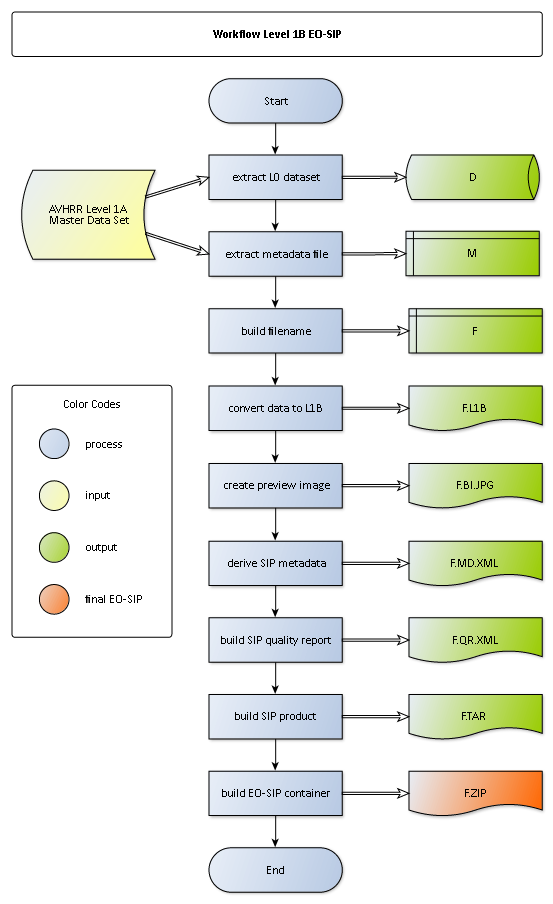 Workflow Level 1B EO-SIP
Start
AVHRR Level 1A
Master Data Set
extract L0 dataset
D
extract metadata file
M
build filename
F
convert data to L1B
F.L1B
create preview image
F.BI.JPG
derive SIP metadata
F.MD.XML
build SIP quality report
F.QR.XML
build SIP product
F.TAR
build EO-SIP container
F.ZIP
End
Color Codes
process
input
output
final EO-SIP